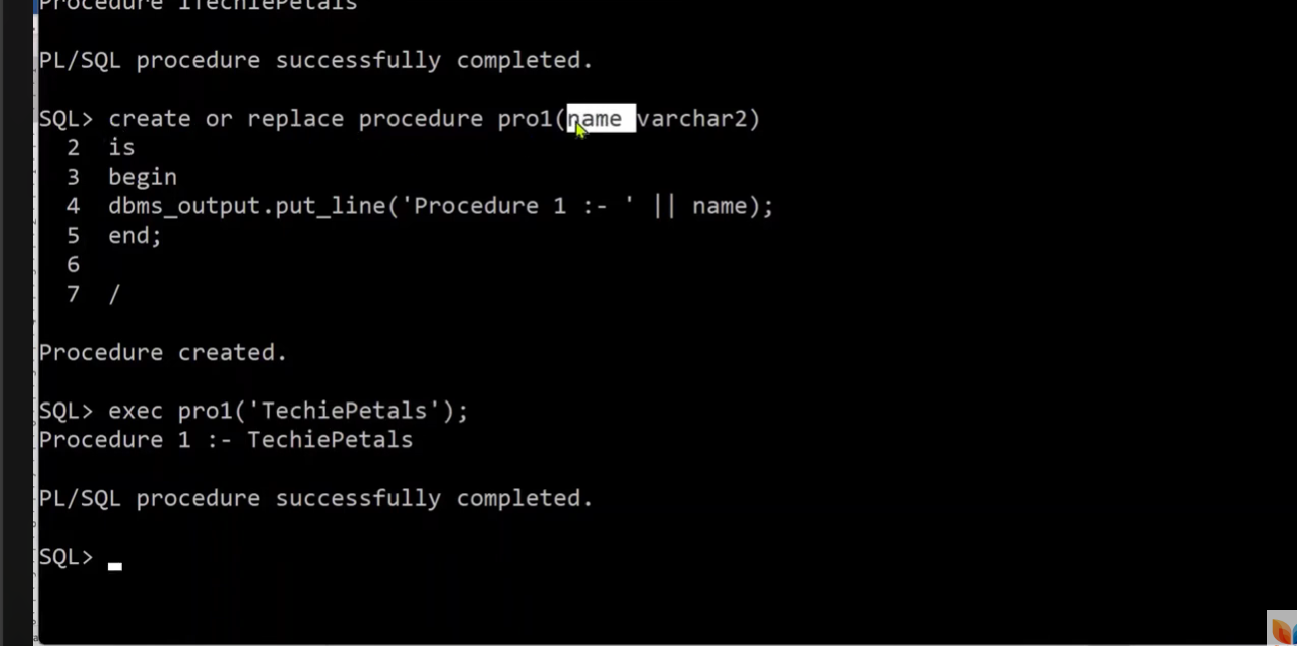 Procedure 1TechiePetals
PL/SQL procedure successfully completed.
SQL> create or replace procedure pro1(name varchar2)
2 is
3 begin
4 dbms_output.put_line('Procedure 1 :- ' || name);
5 end;
6
7 /
Procedure created.
SQL> exec pro1('TechiePetals');
Procedure 1 :- TechiePetals
PL/SQL procedure successfully completed.
SQL>